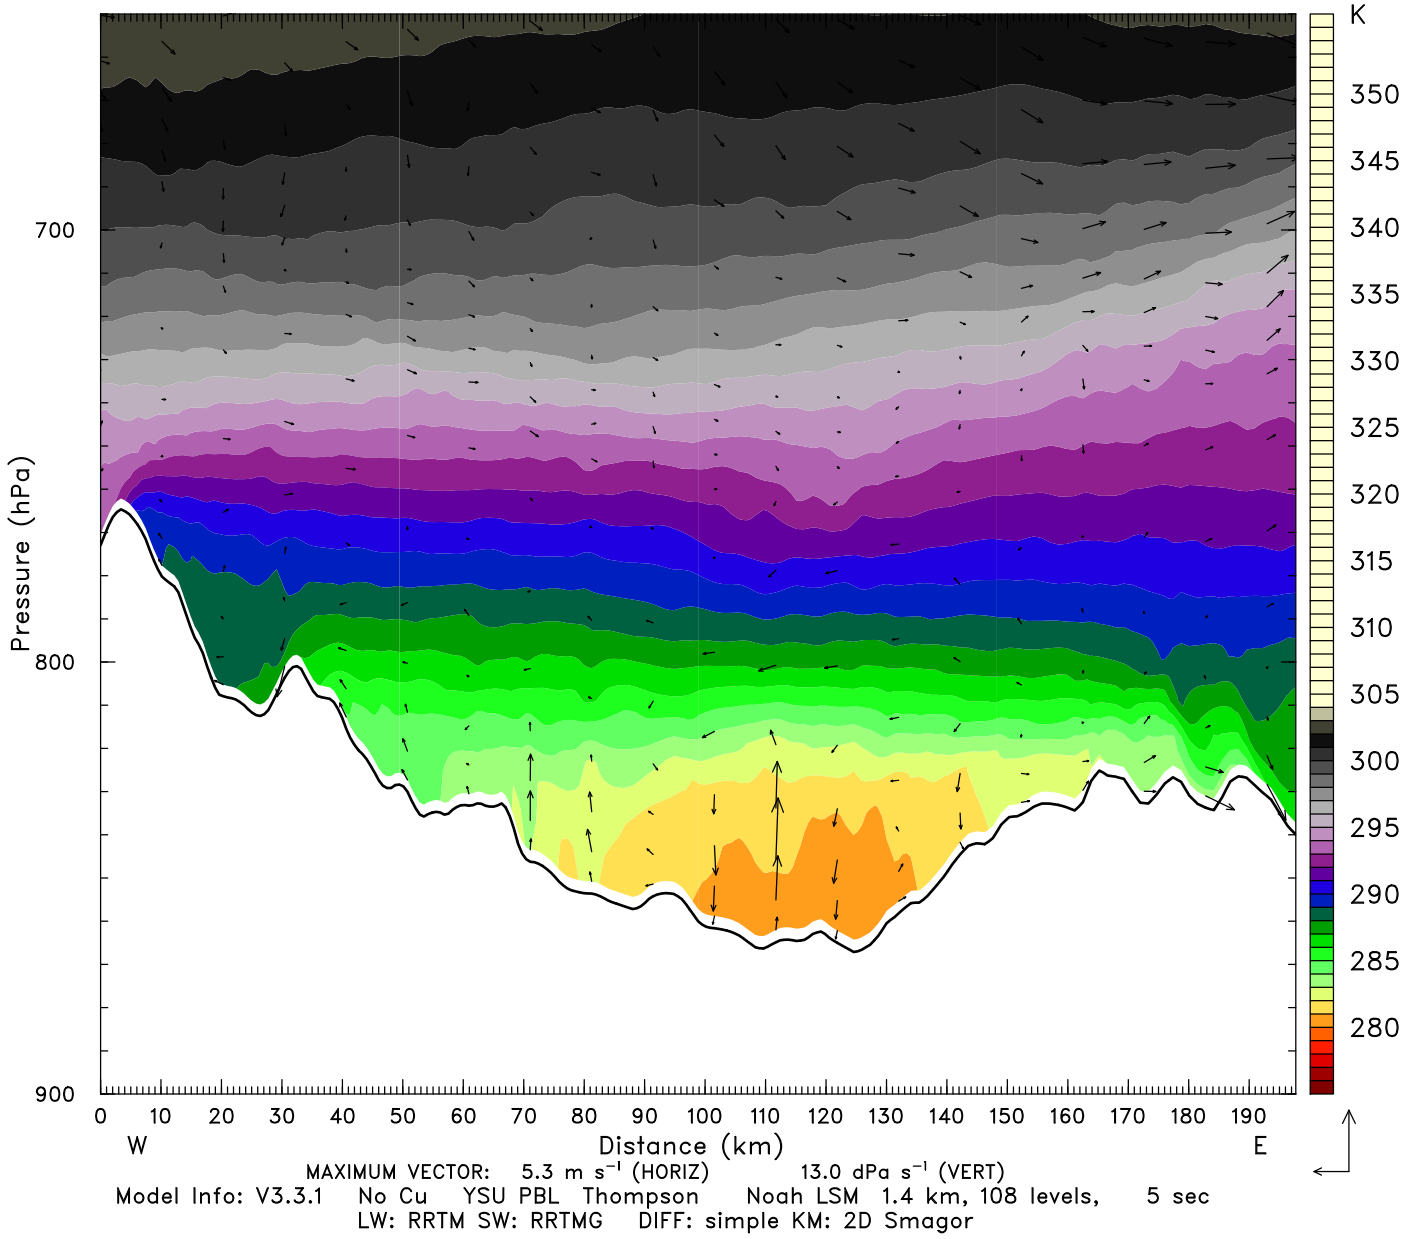 K
350
345
340
335
330
325
320
315
310
305
300
295
290
285
280
Pressure (hPa)
700
800
900
0 10 20 30 40 50 60 70 80 90 100 110 120 130 140 150 160 170 180 190
W Distance (km) E
MAXIMUM VECTOR: 5.3 m s⁻¹ (HORIZ) 13.0 dPa s⁻¹ (VERT)
Model Info: V3.3.1 No Cu YSU PBL Thompson Noah LSM 1.4 km, 108 levels, 5 sec
LW: RRTM SW: RRTMG DIFF: simple KM: 2D Smagor